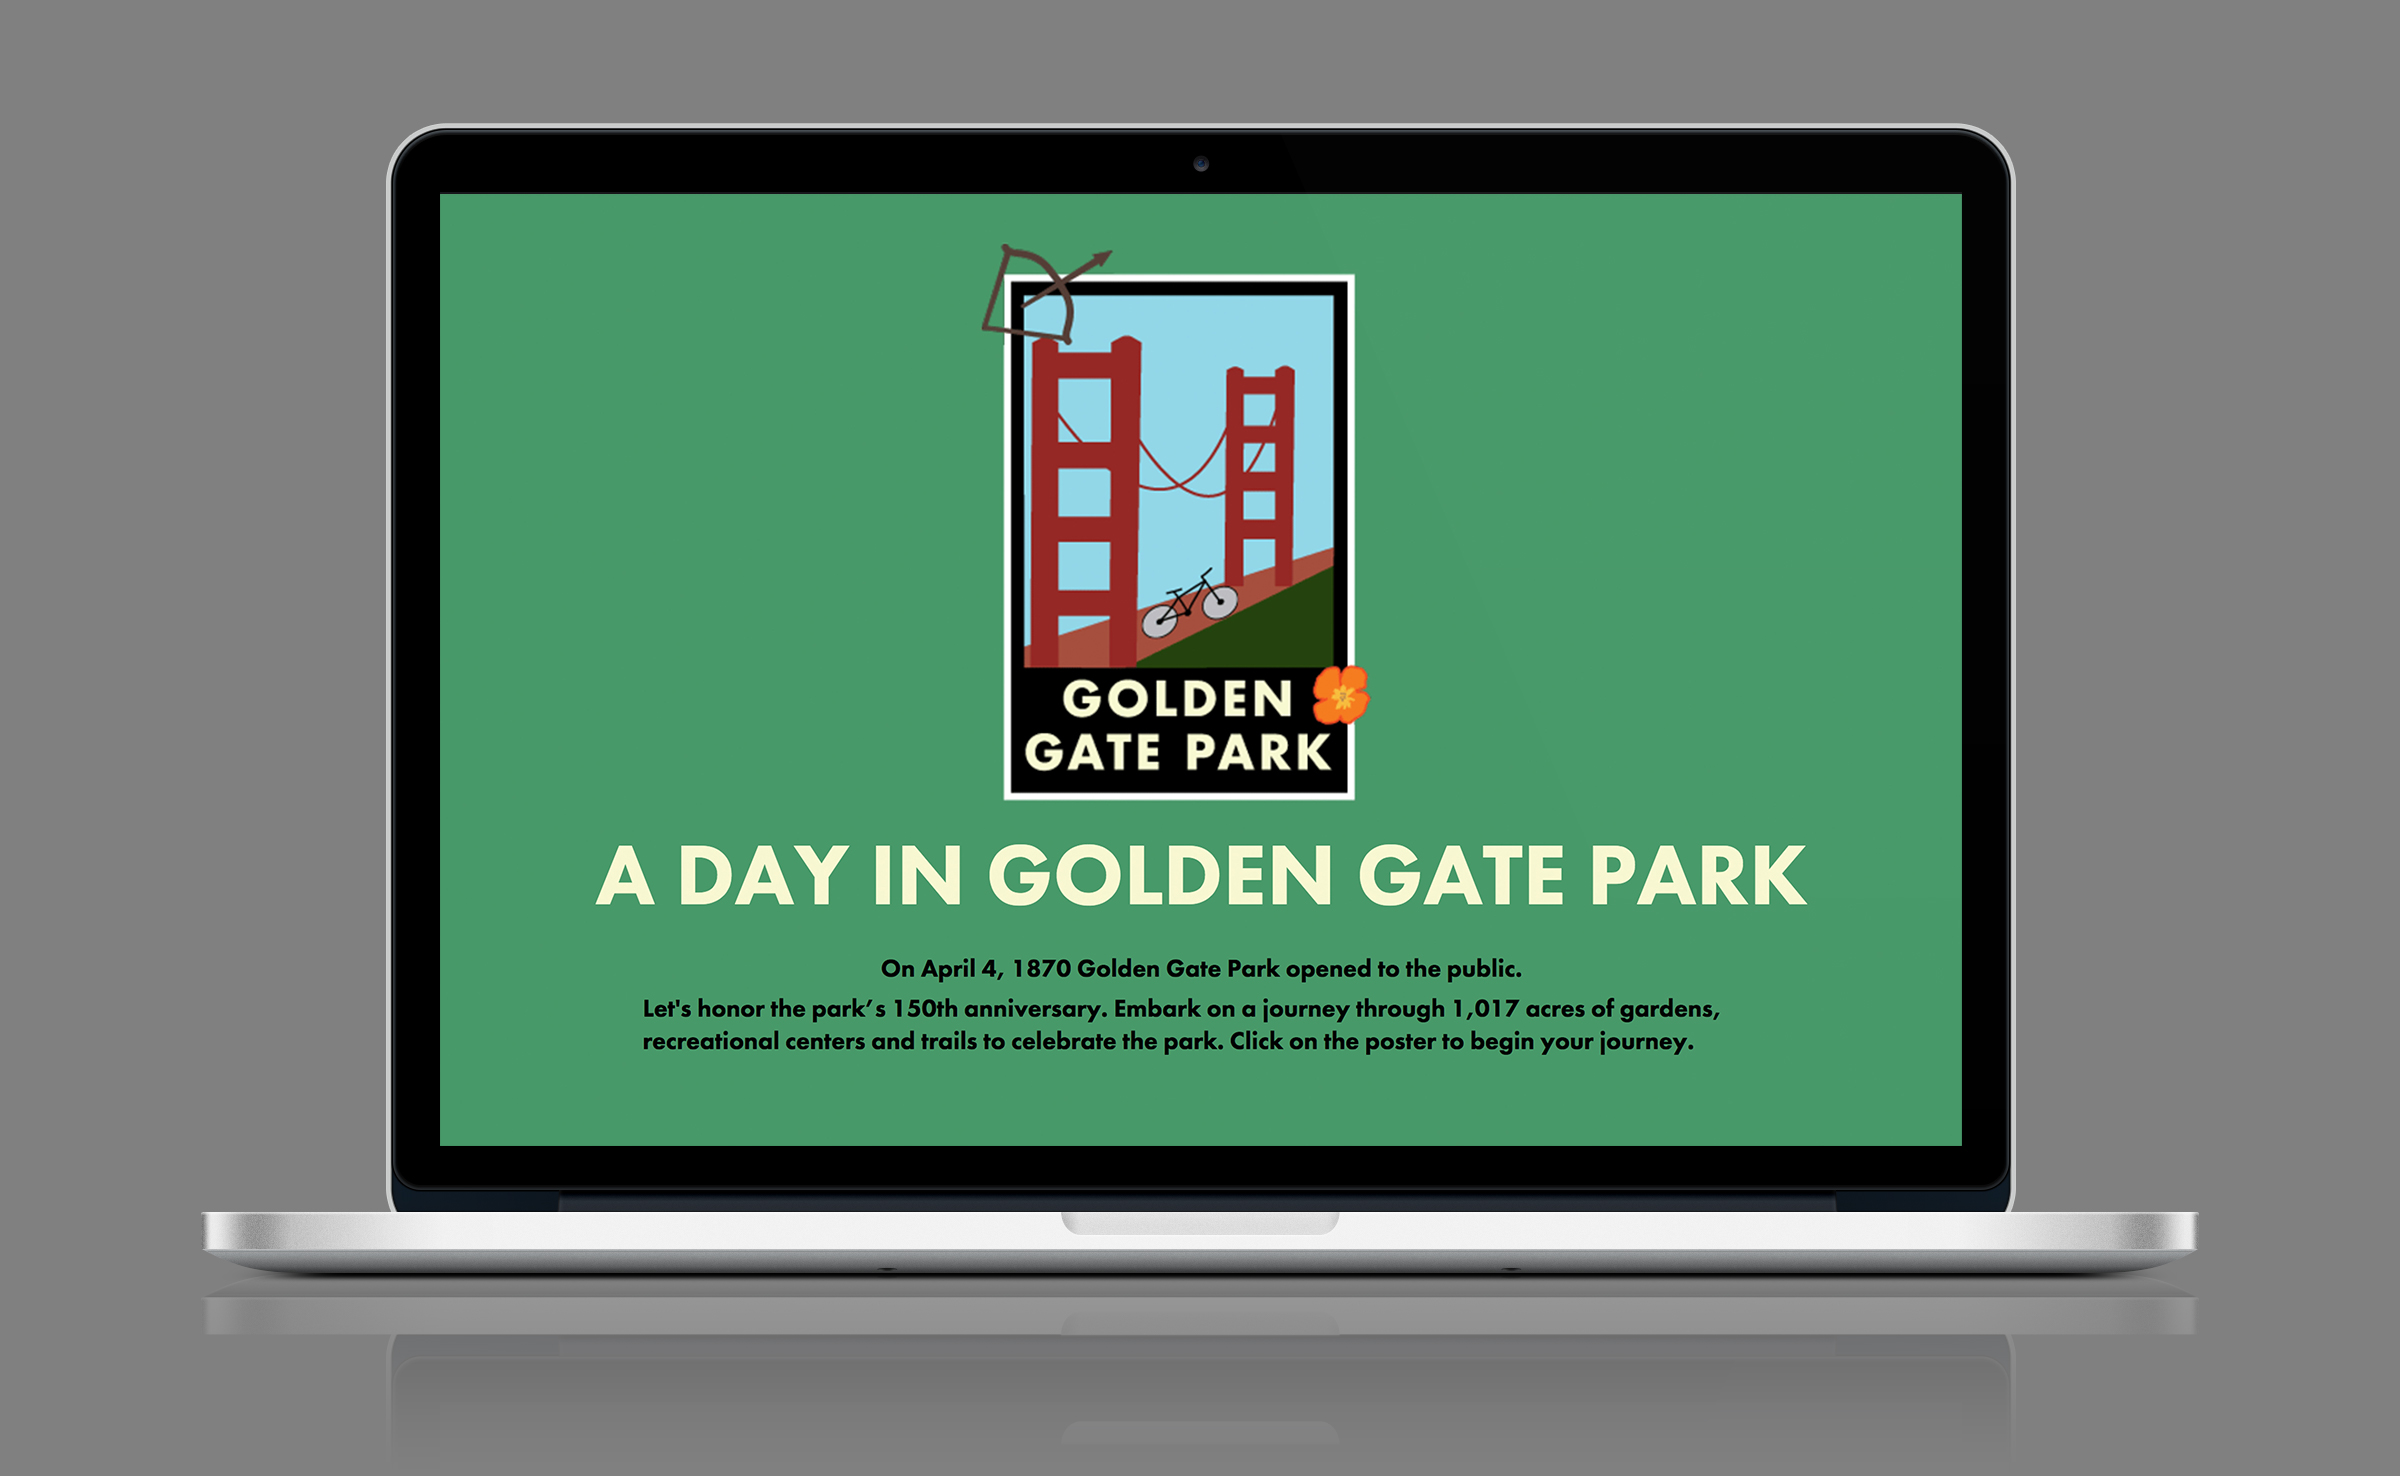 GOLDEN
GATE PARK
A DAY IN GOLDEN GATE PARK
On April 4, 1870 Golden Gate Park opened to the public.
Let's honor the park’s 150th anniversary. Embark on a journey through 1,017 acres of gardens,
recreational centers and trails to celebrate the park. Click on the poster to begin your journey.